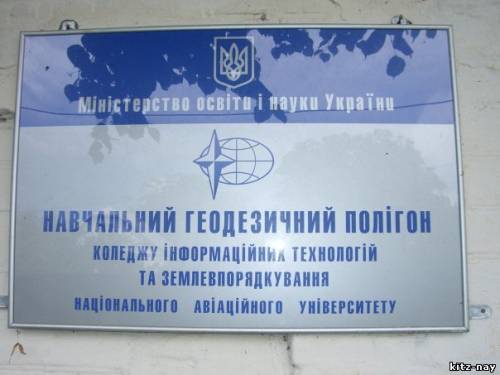 Міністерство освіти і науки України
НАВЧАЛЬНИЙ ГЕОДЕЗИЧНИЙ ПОЛІГОН
КОЛЕДЖУ ІНФОРМАЦІЙНИХ ТЕХНОЛОГІЙ
ТА ЗЕМЛЕВПОРЯДКУВАННЯ
НАЦІОНАЛЬНОГО АВІАЦІЙНОГО УНІВЕРСИТЕТУ
kitz-nay